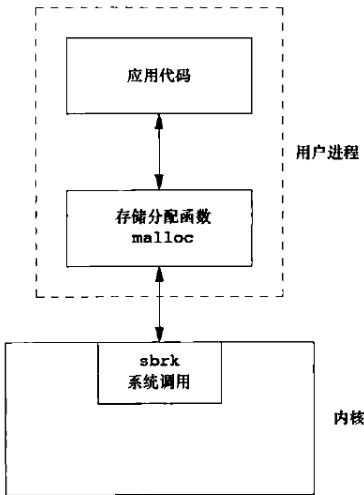 应用代码
用户进程
存储分配函数
malloc
sbrk
系统调用
内核